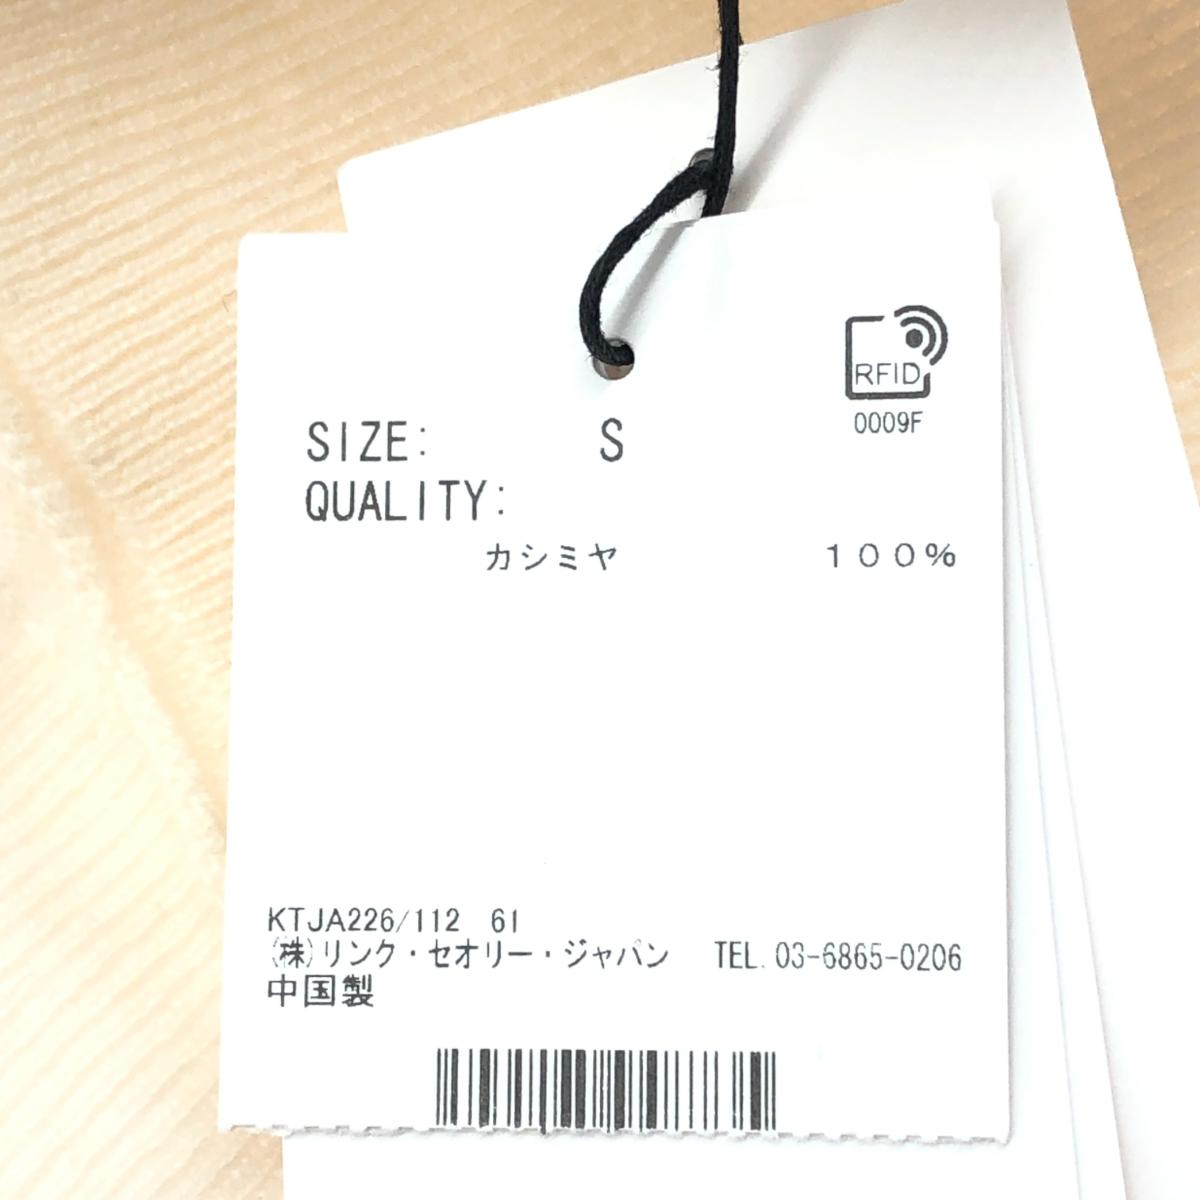 RFID
0009F
SIZE: S
QUALITY:
カシミヤ 100%
KTJA226/112 61
(株)リンク・セオリー・ジャパン TEL. 03-6865-0206
中国製